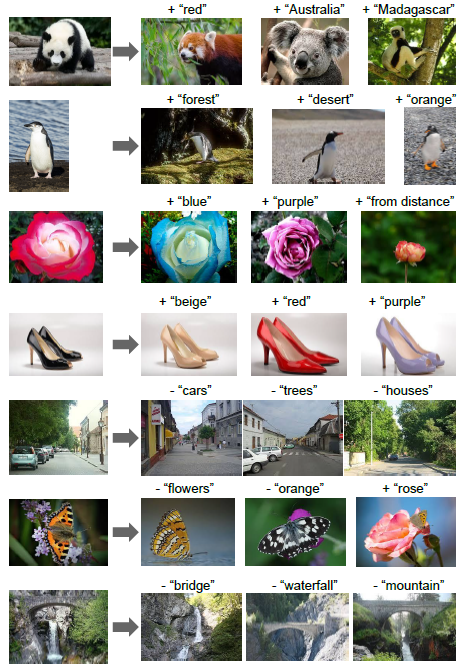 + “red” + “Australia” + “Madagascar”
+ “forest” + “desert” + “orange”
+ “blue” + “purple” + “from distance”
+ “beige” + “red” + “purple”
- “cars” - “trees” - “houses”
- “flowers” - “orange” + “rose”
- “bridge” - “waterfall” - “mountain”